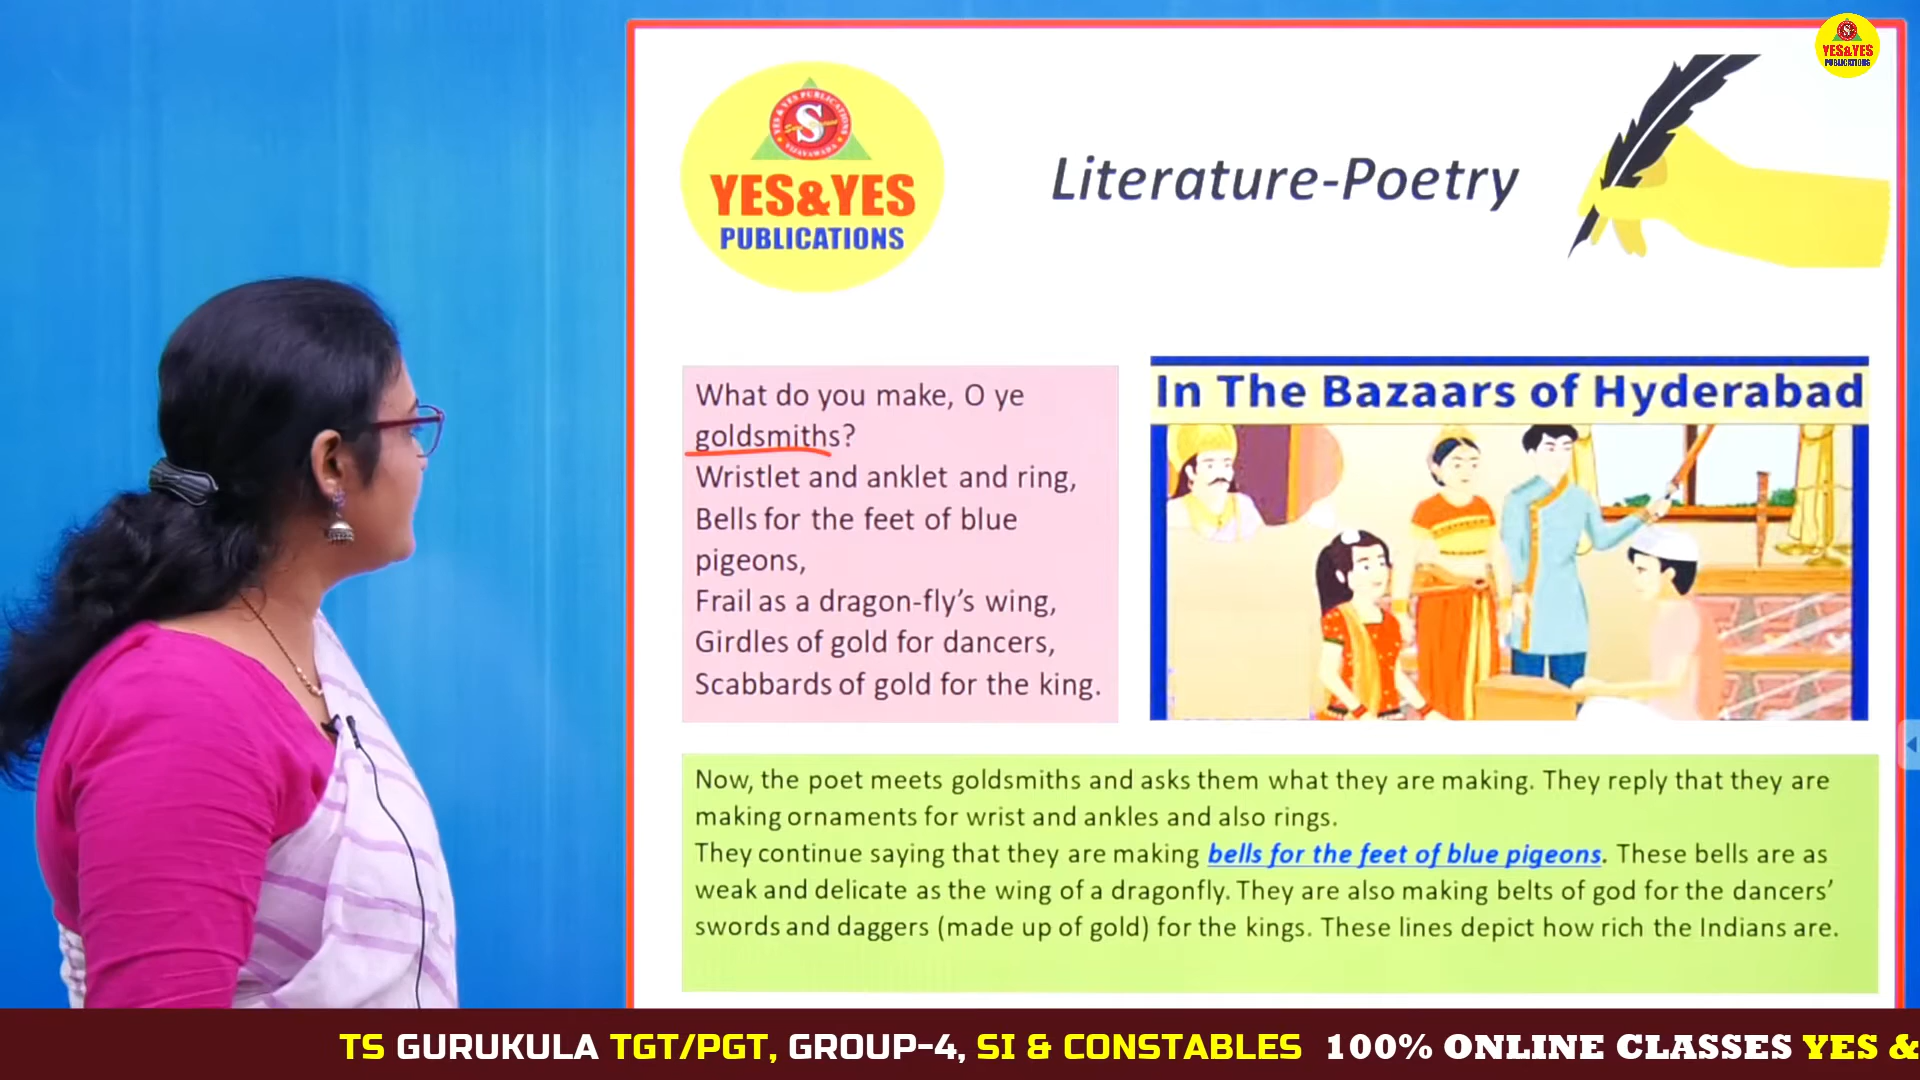 YES&YES
PUBLICATIONS
YES & YES PUBLICATIONS
S
VIJAYAWADA
YES&YES
PUBLICATIONS
Literature-Poetry
What do you make, O ye
goldsmiths?
Wristlet and anklet and ring,
Bells for the feet of blue
pigeons,
Frail as a dragon-fly's wing,
Girdles of gold for dancers,
Scabbards of gold for the king.
In The Bazaars of Hyderabad
Now, the poet meets goldsmiths and asks them what they are making. They reply that they are
making ornaments for wrist and ankles and also rings.
They continue saying that they are making bells for the feet of blue pigeons. These bells are as
weak and delicate as the wing of a dragonfly. They are also making belts of god for the dancers'
swords and daggers (made up of gold) for the kings. These lines depict how rich the Indians are.
TS GURUKULA TGT/PGT, GROUP-4, SI & CONSTABLES 100% ONLINE CLASSES YES &